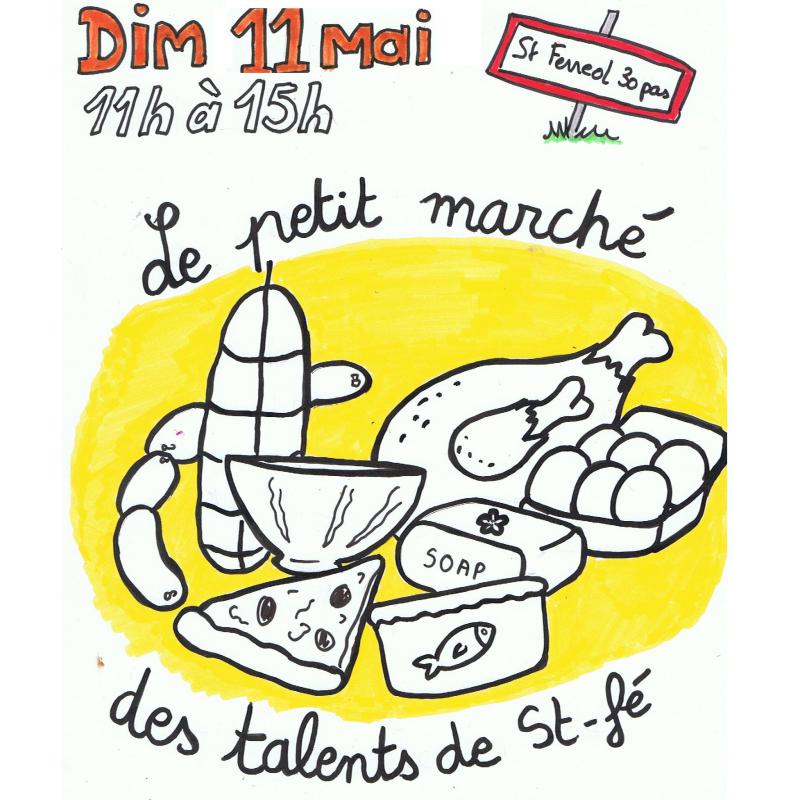 Dim 11 Mai
11h à 15h
St Ferreol 30 pas
Le petit marché
SOAP
des talents de St-fé